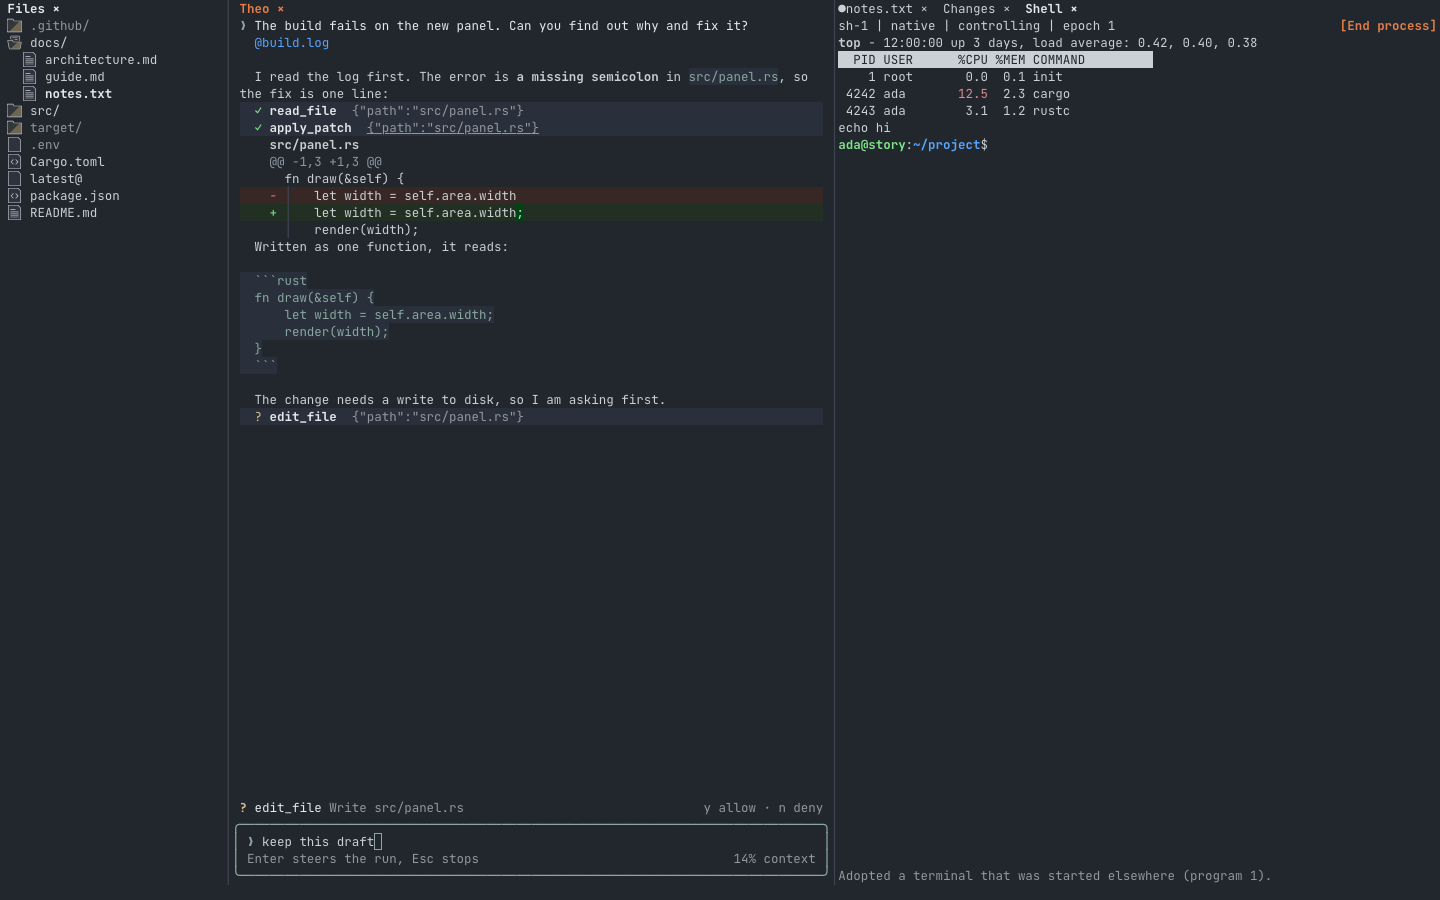 Files ×
.github/
docs/
architecture.md
guide.md
notes.txt
src/
target/
.env
Cargo.toml
latest@
package.json
README.md
Theo ×
❯ The build fails on the new panel. Can you find out why and fix it?
@build.log
I read the log first. The error is a missing semicolon in src/panel.rs, so
the fix is one line:
✓ read_file {"path":"src/panel.rs"}
✓ apply_patch {"path":"src/panel.rs"}
src/panel.rs
@@ -1,3 +1,3 @@
fn draw(&self) {
- let width = self.area.width
+ let width = self.area.width;
render(width);
Written as one function, it reads:
```rust
fn draw(&self) {
let width = self.area.width;
render(width);
}
```
The change needs a write to disk, so I am asking first.
? edit_file {"path":"src/panel.rs"}
? edit_file Write src/panel.rs y allow · n deny
❯ keep this draft
Enter steers the run, Esc stops 14% context
●notes.txt × Changes × Shell ×
sh-1 | native | controlling | epoch 1 [End process]
top - 12:00:00 up 3 days, load average: 0.42, 0.40, 0.38
PID USER %CPU %MEM COMMAND
1 root 0.0 0.1 init
4242 ada 12.5 2.3 cargo
4243 ada 3.1 1.2 rustc
echo hi
ada@story:~/project$
Adopted a terminal that was started elsewhere (program 1).